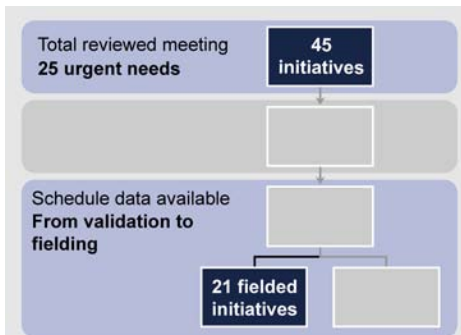 Total reviewed meeting
25 urgent needs
45
initiatives
Schedule data available
From validation to
fielding
21 fielded
initiatives